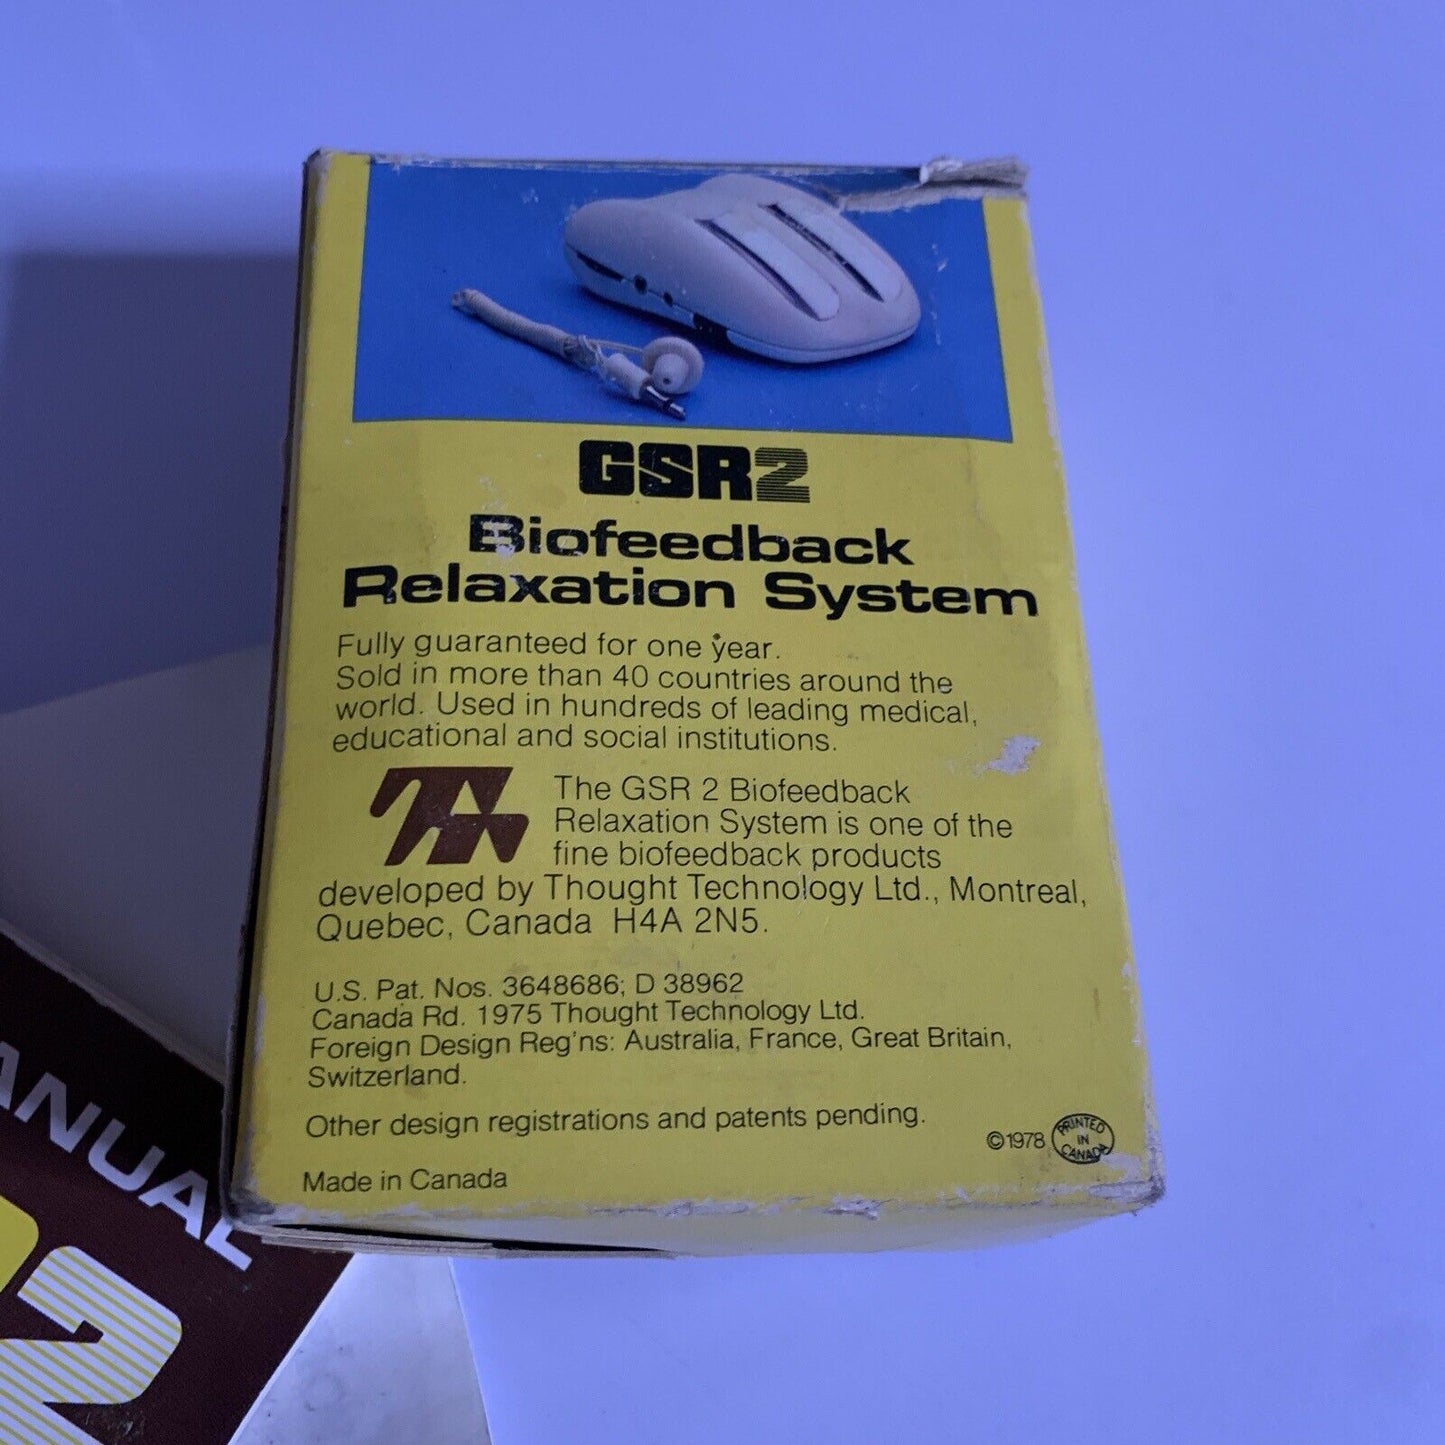 GSR2
Biofeedback
Relaxation System
Fully guaranteed for one year.
Sold in more than 40 countries around the
world. Used in hundreds of leading medical,
educational and social institutions.
The GSR 2 Biofeedback
Relaxation System is one of the
fine biofeedback products
developed by Thought Technology Ltd., Montreal,
Quebec, Canada H4A 2N5.
U.S. Pat. Nos. 3648686; D 38962
Canada Rd. 1975 Thought Technology Ltd.
Foreign Design Reg'ns: Australia, France, Great Britain,
Switzerland.
Other design registrations and patents pending.
©1978 PRINTED IN CANADA
Made in Canada
ANUAL
2